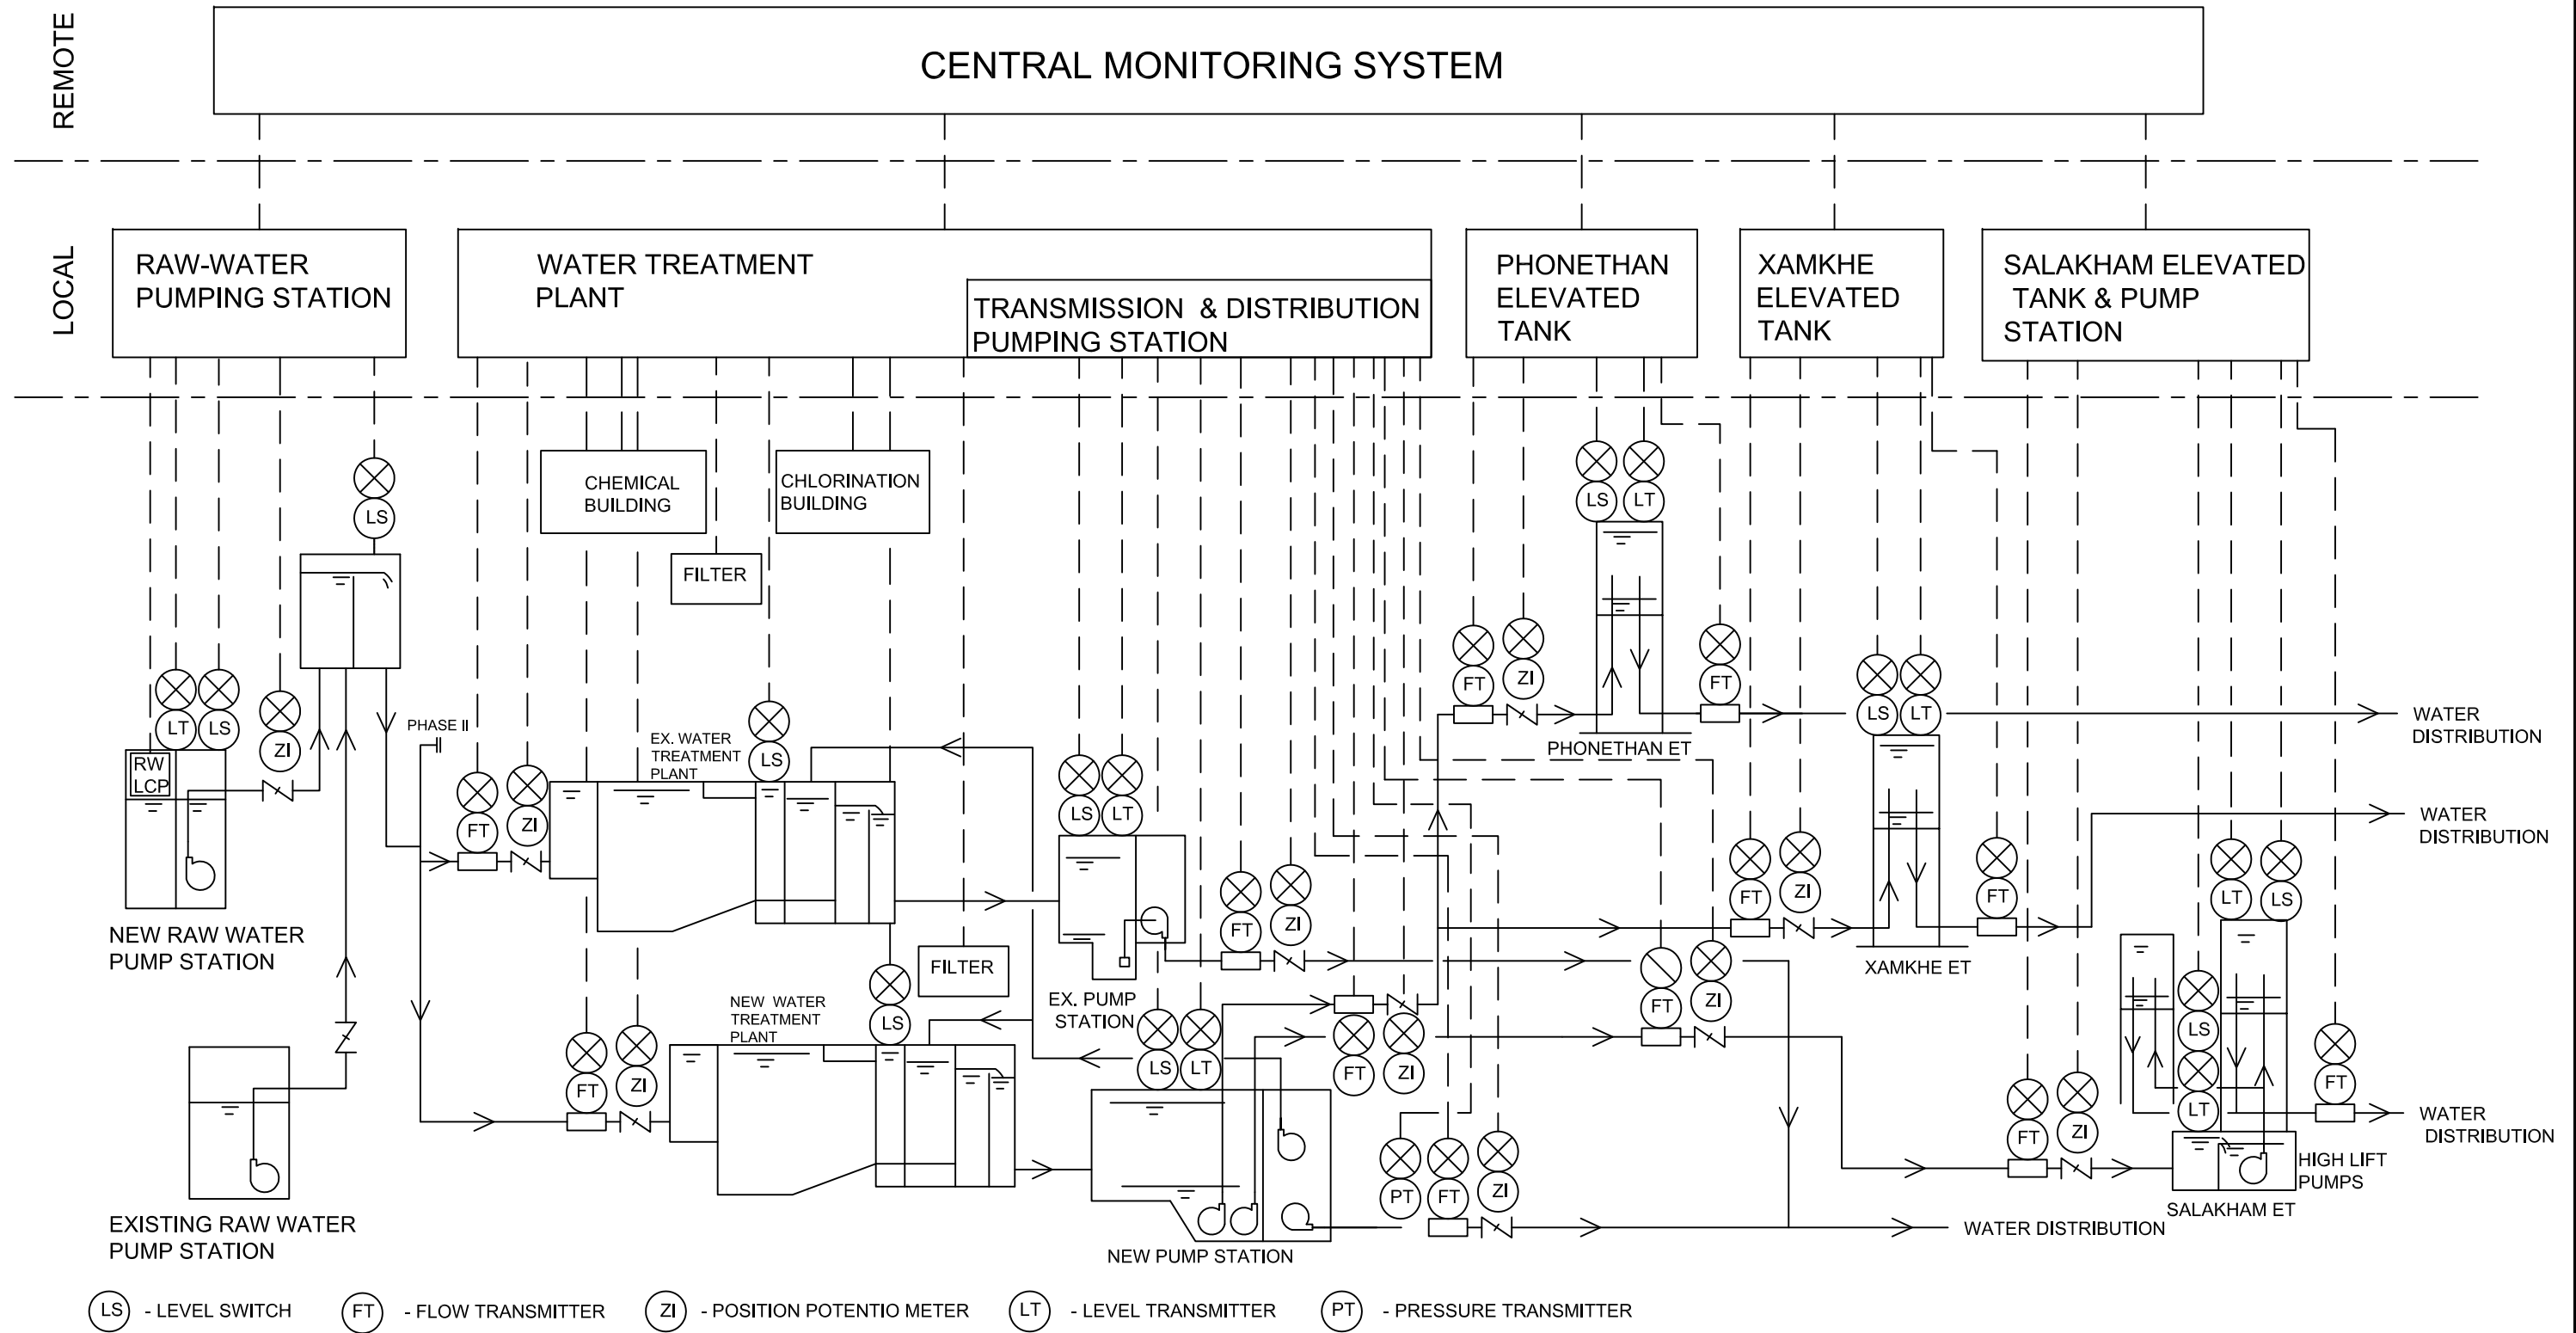 REMOTE
CENTRAL MONITORING SYSTEM
LOCAL
RAW-WATER
PUMPING STATION
WATER TREATMENT
PLANT
TRANSMISSION & DISTRIBUTION
PUMPING STATION
PHONETHAN
ELEVATED
TANK
XAMKHE
ELEVATED
TANK
SALAKHAM ELEVATED
TANK & PUMP
STATION
CHEMICAL
BUILDING
CHLORINATION
BUILDING
LS
LS
LT
LS
FILTER
FT
ZI
FT
LT
LS
ZI
PHASE II
EX. WATER
TREATMENT
PLANT
LS
LS
LT
WATER
DISTRIBUTION
PHONETHAN ET
RW
LCP
FT
ZI
LS
LT
WATER
DISTRIBUTION
FT
ZI
FT
LT
LS
NEW RAW WATER
PUMP STATION
FT
ZI
FILTER
XAMKHE ET
EX. PUMP
STATION
NEW WATER
TREATMENT
PLANT
LS
FT
ZI
LS
LS
LT
FT
ZI
FT
ZI
FT
ZI
FT
LT
WATER
DISTRIBUTION
PT
FT
ZI
HIGH LIFT
PUMPS
SALAKHAM ET
EXISTING RAW WATER
PUMP STATION
WATER DISTRIBUTION
NEW PUMP STATION
LS - LEVEL SWITCH FT - FLOW TRANSMITTER ZI - POSITION POTENTIO METER LT - LEVEL TRANSMITTER PT - PRESSURE TRANSMITTER